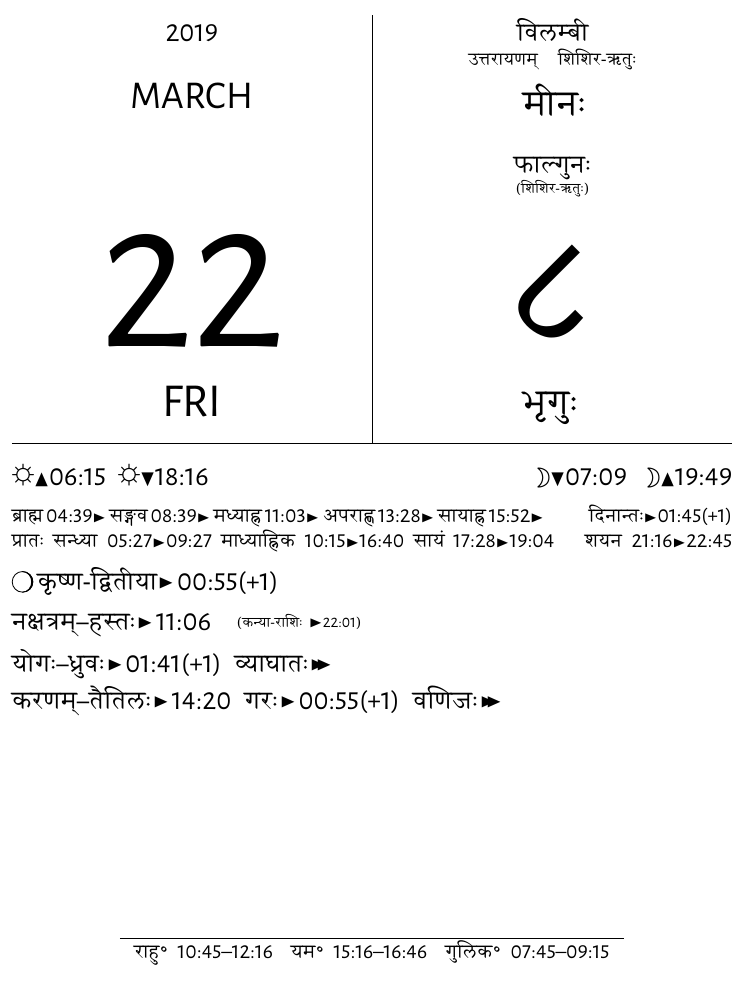 2019
MARCH
22
FRI
विलम्बी
उत्तरायणम् शिशिर-ऋतुः
मीनः
फाल्गुनः
(शिशिर-ऋतुः)
८
भृगुः
☼▲06:15 ☼▼18:16 ☽▼07:09 ☽▲19:49
ब्राह्म 04:39► सङ्गव 08:39► मध्याह्न 11:03► अपराह्ण 13:28► सायाह्न 15:52► दिनान्तः►01:45(+1)
प्रातः सन्ध्या 05:27►09:27 माध्याह्निक 10:15►16:40 सायं 17:28►19:04 शयन 21:16►22:45
○कृष्ण-द्वितीया► 00:55(+1)
नक्षत्रम्–हस्तः►11:06 (कन्या-राशिः ►22:01)
योगः–ध्रुवः►01:41(+1) व्याघातः►►
करणम्–तैतिलः►14:20 गरः►00:55(+1) वणिजः►►
राहु॰ 10:45–12:16 यम॰ 15:16–16:46 गुलिक॰ 07:45–09:15